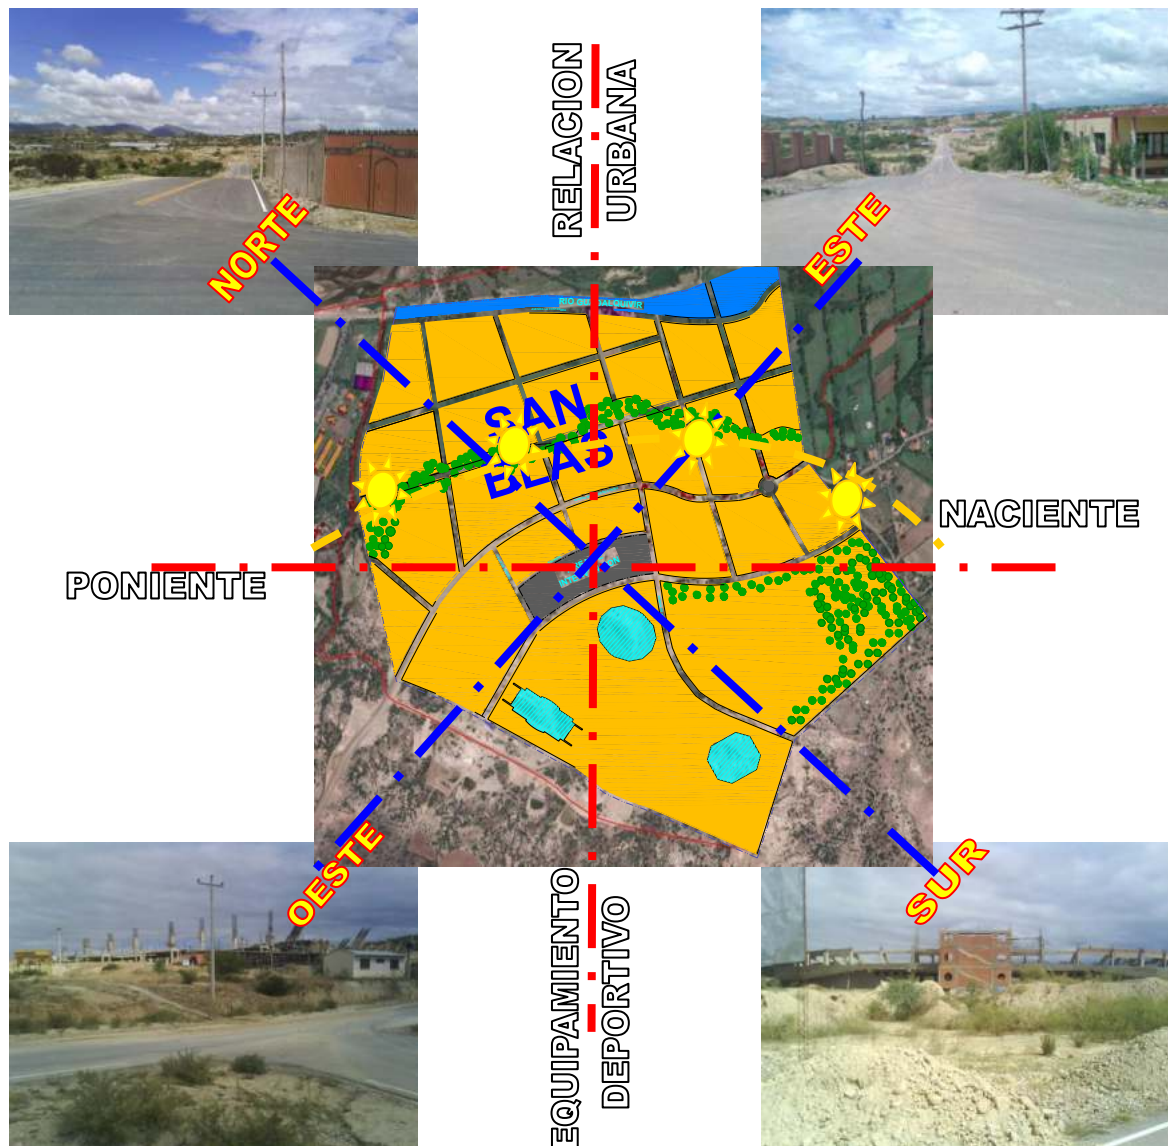 RELACION
URBANA
NORTE
ESTE
SAN
BLAS
NACIENTE
PONIENTE
OESTE
SUR
EQUIPAMIENTO
DEPORTIVO